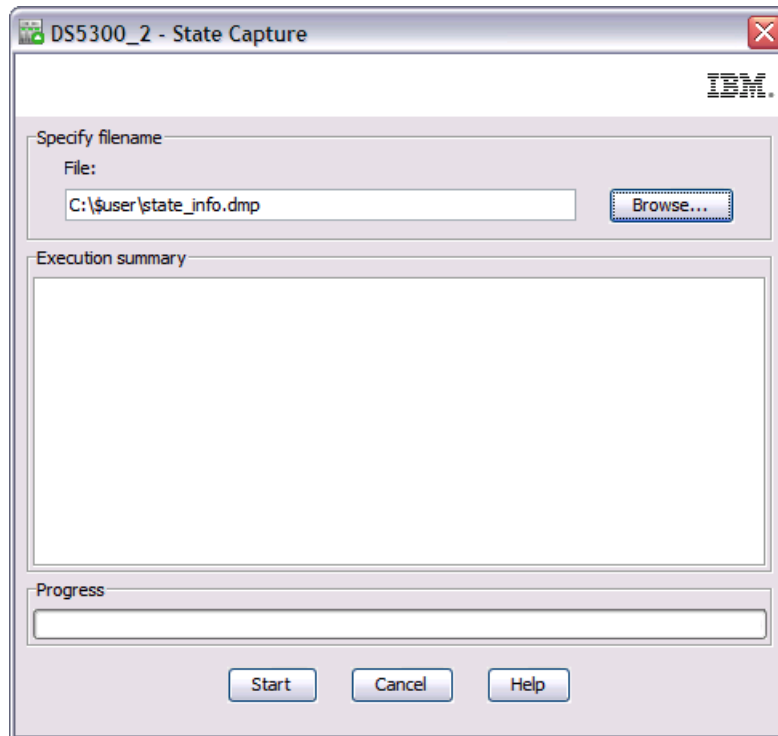 DS5300_2 - State Capture
IBM.
Specify filename
File:
C:\$user\state_info.dmp
Browse...
Execution summary
Progress
Start Cancel Help